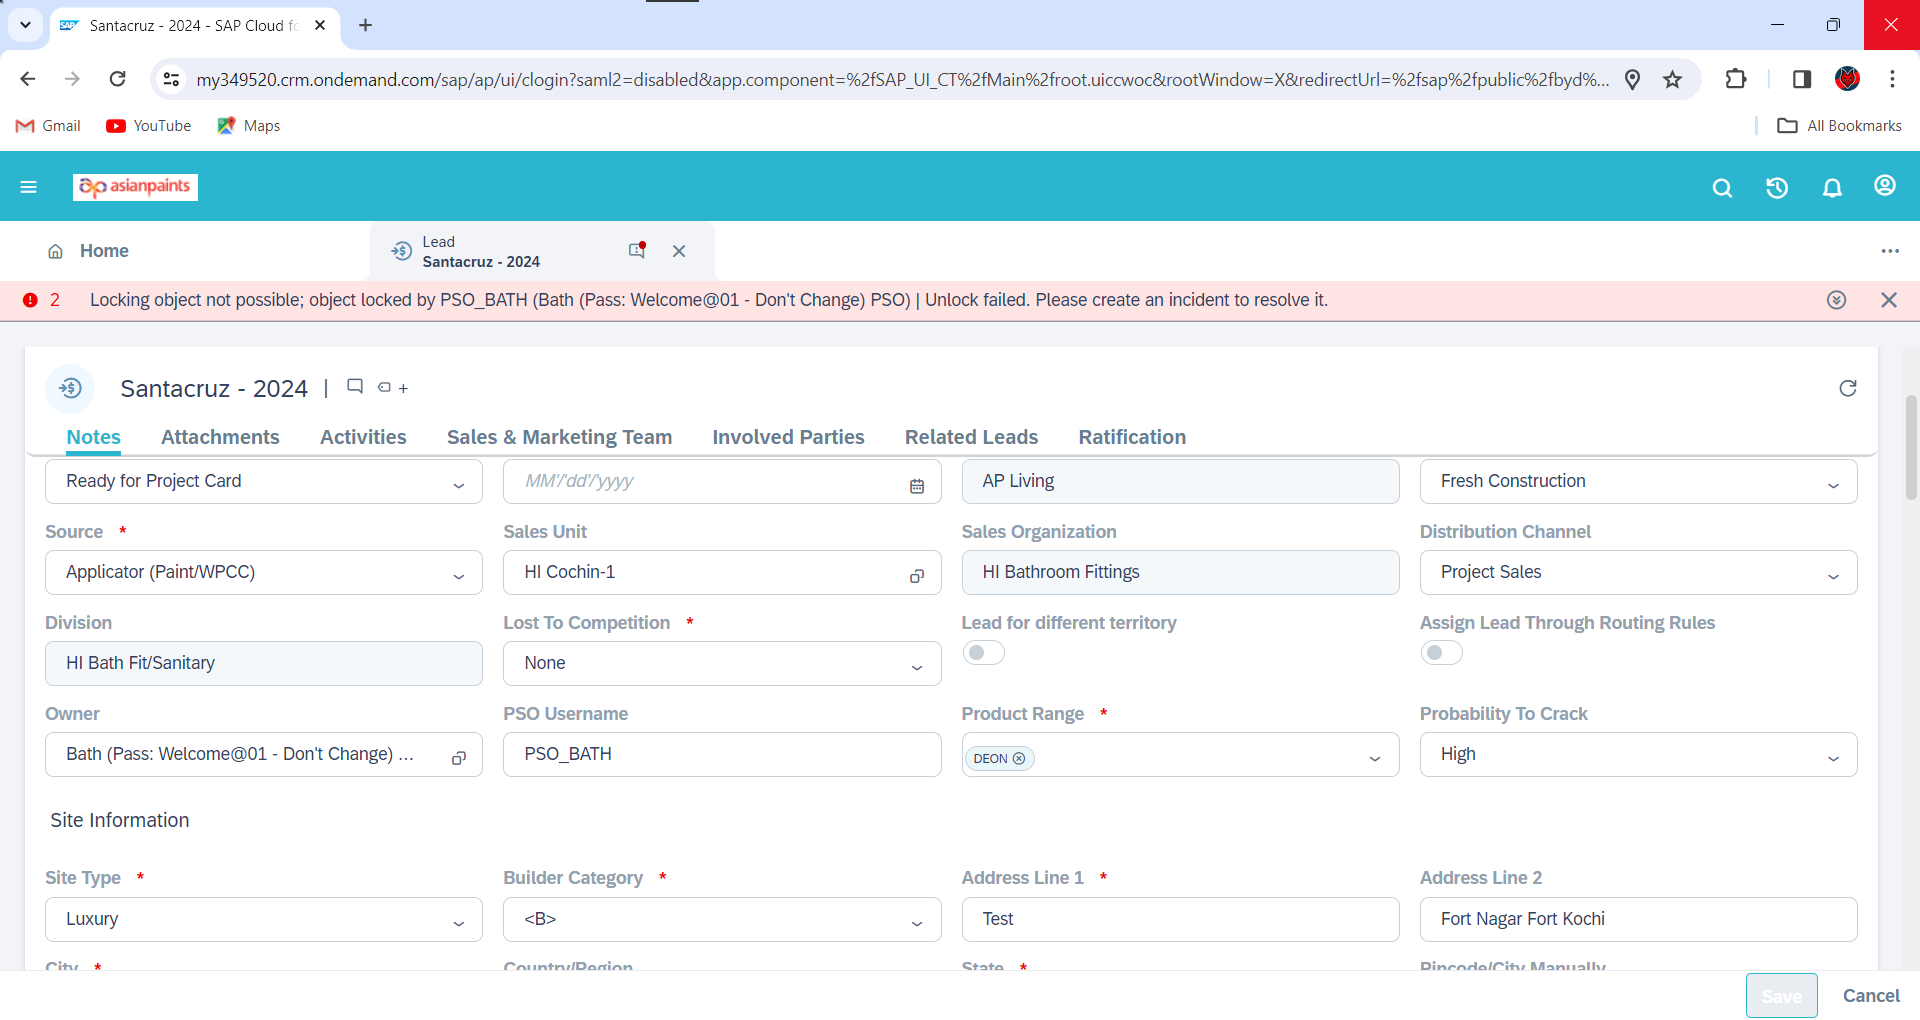 Santacruz - 2024 - SAP Cloud fo
my349520.crm.ondemand.com/sap/ap/ui/clogin?saml2=disabled&app.component=%2fSAP_UI_CT%2fMain%2froot.uiccwoc&rootWindow=X&redirectUrl=%2fsap%2fpublic%2fbyd%...
Gmail YouTube Maps All Bookmarks
asianpaints
Home
Lead
Santacruz - 2024
2 Locking object not possible; object locked by PSO_BATH (Bath (Pass: Welcome@01 - Don't Change) PSO) | Unlock failed. Please create an incident to resolve it.
Santacruz - 2024 |
Notes Attachments Activities Sales & Marketing Team Involved Parties Related Leads Ratification
Ready for Project Card MM'/'dd'/'yyyy AP Living Fresh Construction
Source * Sales Unit Sales Organization Distribution Channel
Applicator (Paint/WPCC) HI Cochin-1 HI Bathroom Fittings Project Sales
Division Lost To Competition * Lead for different territory Assign Lead Through Routing Rules
HI Bath Fit/Sanitary None
Owner PSO Username Product Range * Probability To Crack
Bath (Pass: Welcome@01 - Don't Change) ... PSO_BATH DEON High
Site Information
Site Type * Builder Category * Address Line 1 * Address Line 2
Luxury <B> Test Fort Nagar Fort Kochi
City * Country/Region State * Pincode/City Manually
Save Cancel